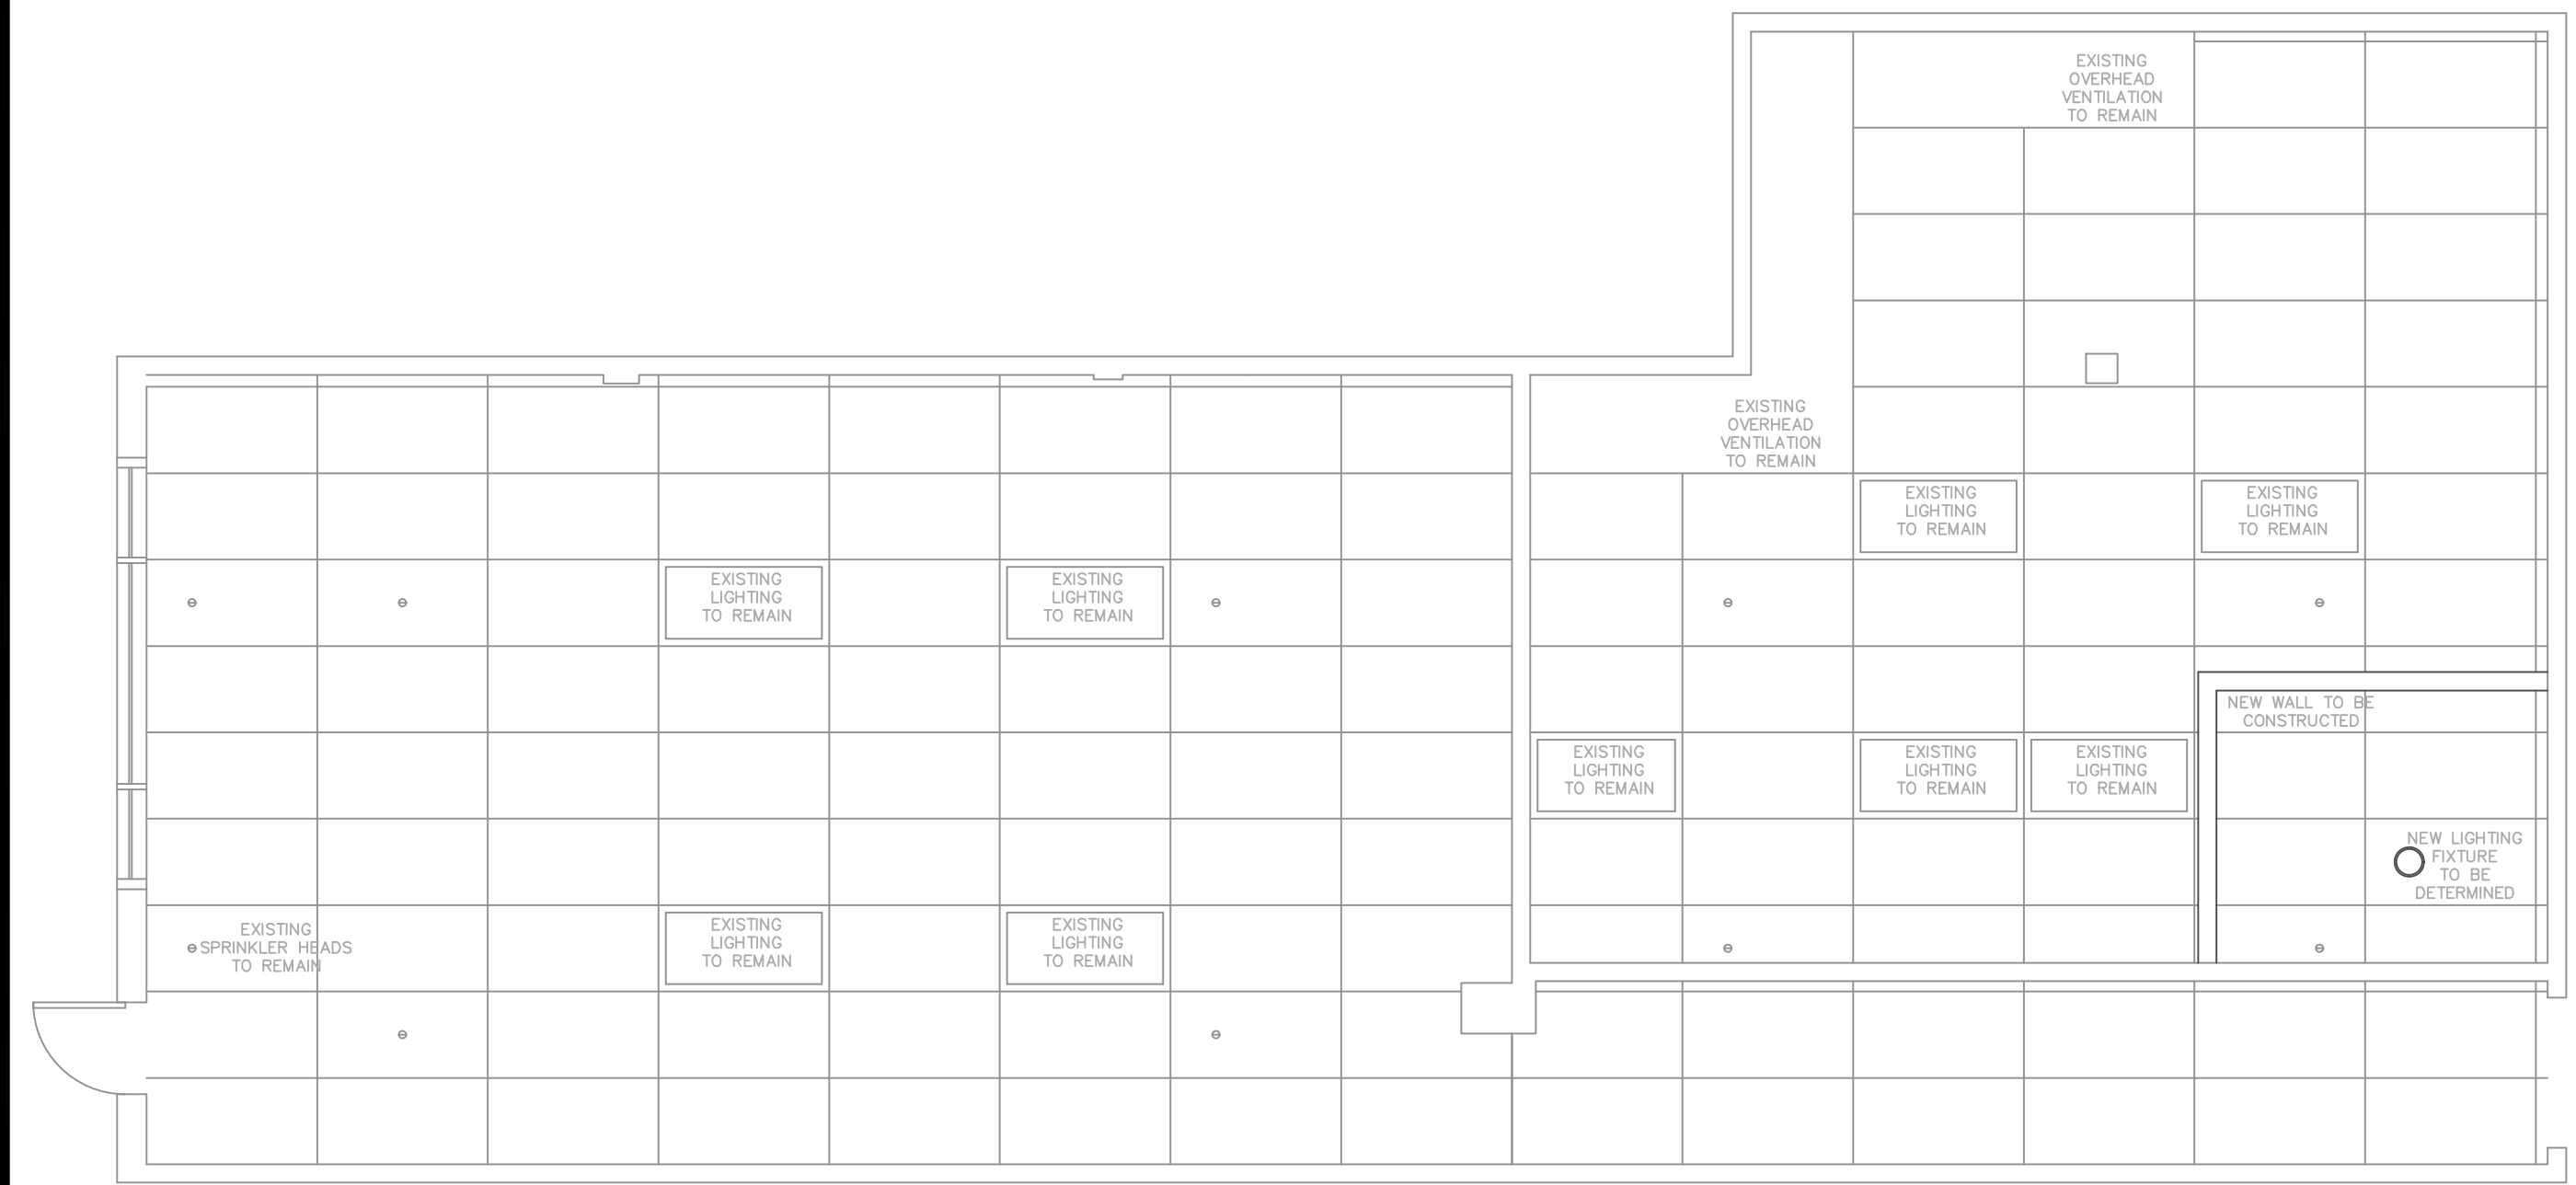 EXISTING
OVERHEAD
VENTILATION
TO REMAIN
EXISTING
OVERHEAD
VENTILATION
TO REMAIN
EXISTING
LIGHTING
TO REMAIN
EXISTING
LIGHTING
TO REMAIN
EXISTING
LIGHTING
TO REMAIN
EXISTING
LIGHTING
TO REMAIN
NEW WALL TO BE
CONSTRUCTED
EXISTING
LIGHTING
TO REMAIN
EXISTING
LIGHTING
TO REMAIN
EXISTING
LIGHTING
TO REMAIN
NEW LIGHTING
FIXTURE
TO BE
DETERMINED
EXISTING
SPRINKLER HEADS
TO REMAIN
EXISTING
LIGHTING
TO REMAIN
EXISTING
LIGHTING
TO REMAIN